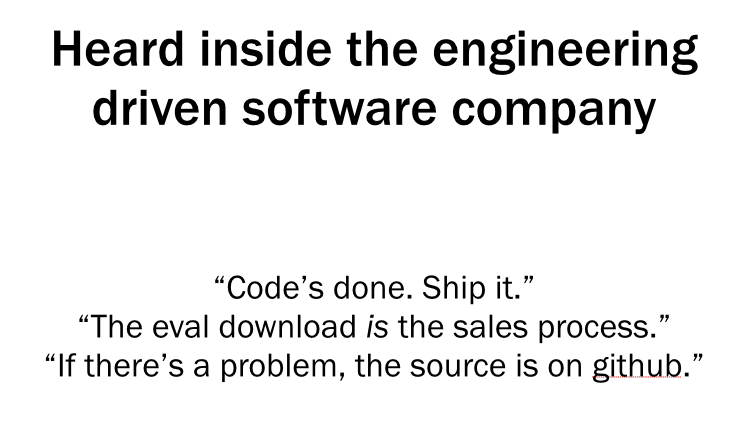 Heard inside the engineering
driven software company
“Code’s done. Ship it.”
“The eval download is the sales process.”
“If there’s a problem, the source is on github.”